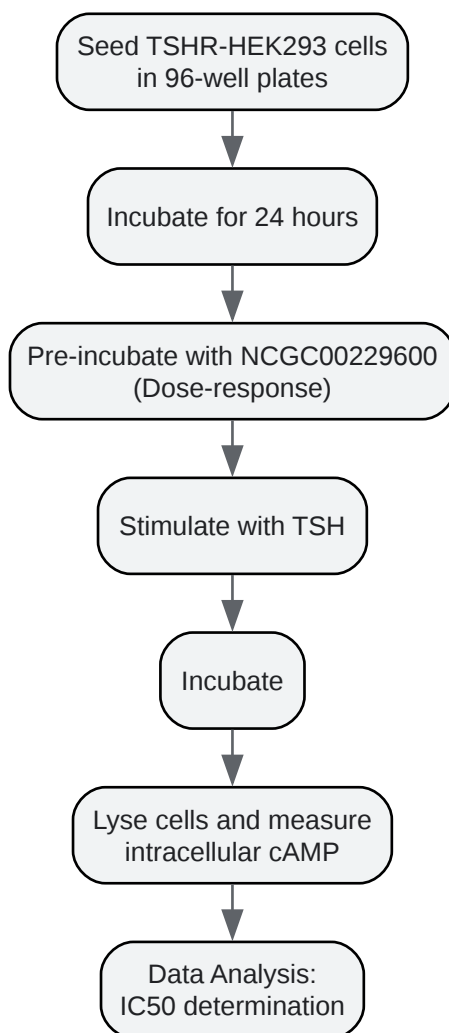 Seed TSHR-HEK293 cells
in 96-well plates
Incubate for 24 hours
Pre-incubate with NCGC00229600
(Dose-response)
Stimulate with TSH
Incubate
Lyse cells and measure
intracellular cAMP
Data Analysis:
IC50 determination